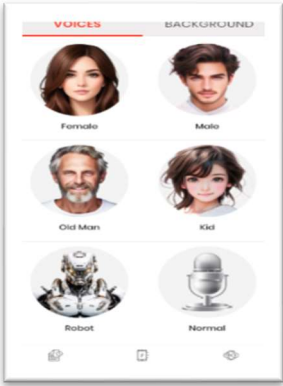 VOICES BACKGROUND
Female Male
Old Man Kid
Robot Normal